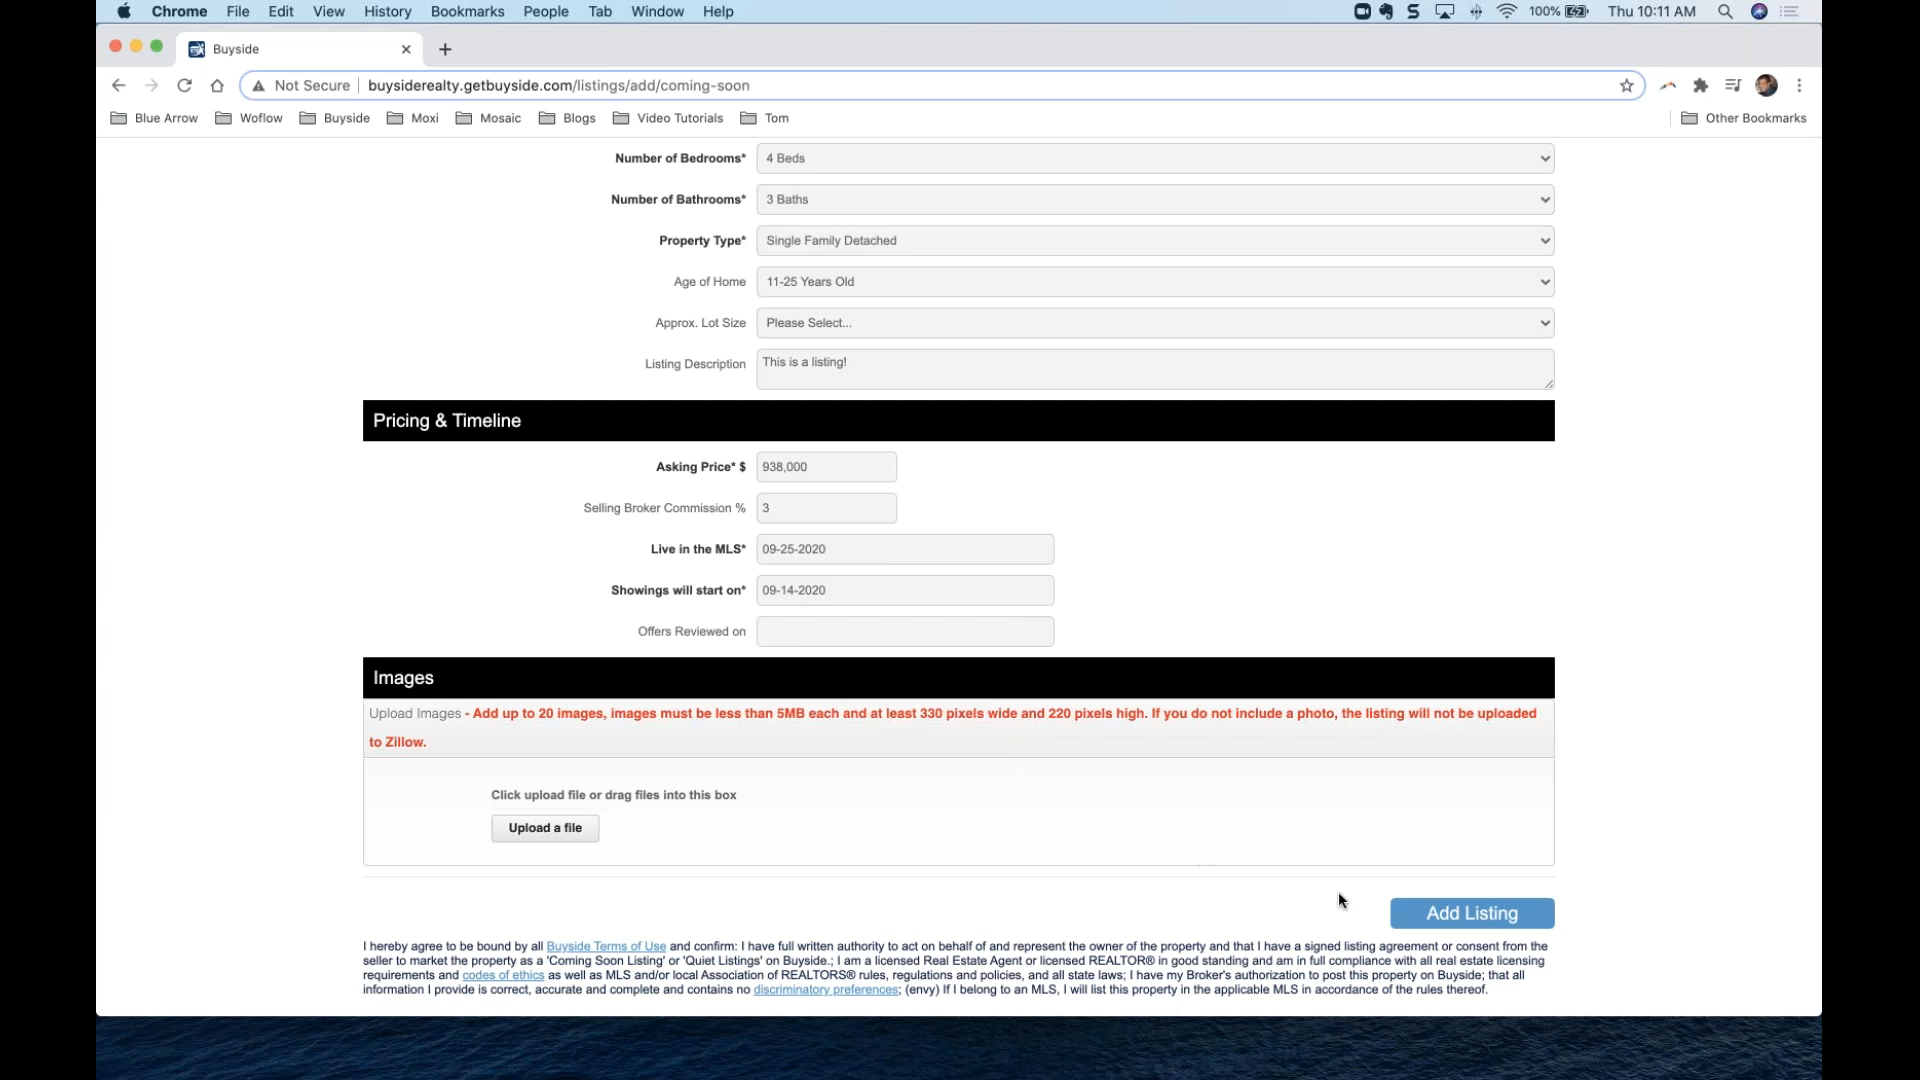 Chrome File Edit View History Bookmarks People Tab Window Help 100% Thu 10:11 AM
Buyside
Not Secure buysiderealty.getbuyside.com/listings/add/coming-soon
Blue Arrow Woflow Buyside Moxi Mosaic Blogs Video Tutorials Tom Other Bookmarks
Number of Bedrooms* 4 Beds
Number of Bathrooms* 3 Baths
Property Type* Single Family Detached
Age of Home 11-25 Years Old
Approx. Lot Size Please Select...
Listing Description This is a listing!
Pricing & Timeline
Asking Price* $ 938,000
Selling Broker Commission % 3
Live in the MLS* 09-25-2020
Showings will start on* 09-14-2020
Offers Reviewed on
Images
Upload Images - Add up to 20 images, images must be less than 5MB each and at least 330 pixels wide and 220 pixels high. If you do not include a photo, the listing will not be uploaded
to Zillow.
Click upload file or drag files into this box
Upload a file
Add Listing
I hereby agree to be bound by all Buyside Terms of Use and confirm: I have full written authority to act on behalf of and represent the owner of the property and that I have a signed listing agreement or consent from the
seller to market the property as a 'Coming Soon Listing' or 'Quiet Listings' on Buyside.; I am a licensed Real Estate Agent or licensed REALTOR® in good standing and am in full compliance with all real estate licensing
requirements and codes of ethics as well as MLS and/or local Association of REALTORS® rules, regulations and policies, and all state laws; I have my Broker's authorization to post this property on Buyside; that all
information I provide is correct, accurate and complete and contains no discriminatory preferences; (envy) If I belong to an MLS, I will list this property in the applicable MLS in accordance of the rules thereof.